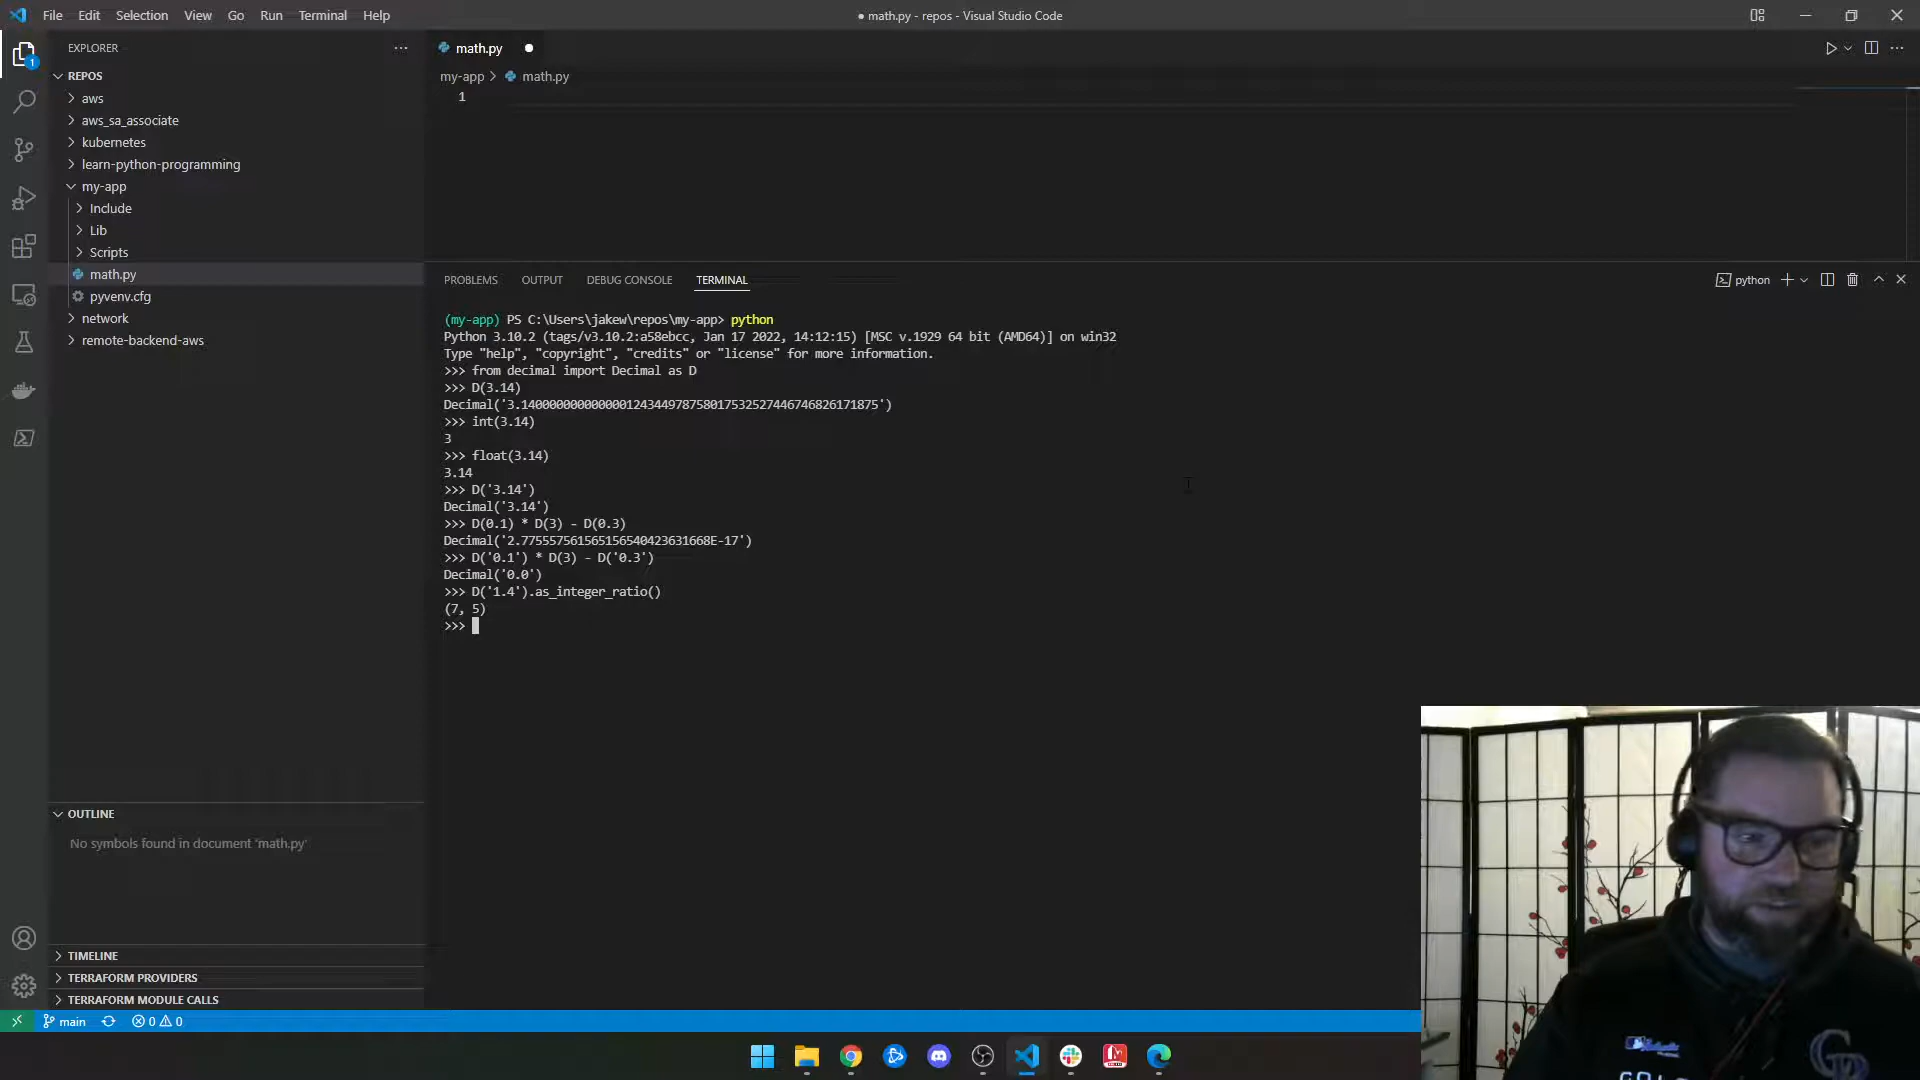 File Edit Selection View Go Run Terminal Help
● math.py - repos - Visual Studio Code
EXPLORER
1
REPOS
aws
aws_sa_associate
kubernetes
learn-python-programming
my-app
Include
Lib
Scripts
math.py
pyvenv.cfg
network
remote-backend-aws
OUTLINE
No symbols found in document 'math.py'
TIMELINE
TERRAFORM PROVIDERS
TERRAFORM MODULE CALLS
math.py
my-app > math.py
1
PROBLEMS OUTPUT DEBUG CONSOLE TERMINAL
python
(my-app) PS C:\Users\jakew\repos\my-app> python
Python 3.10.2 (tags/v3.10.2:a58ebcc, Jan 17 2022, 14:12:15) [MSC v.1929 64 bit (AMD64)] on win32
Type "help", "copyright", "credits" or "license" for more information.
>>> from decimal import Decimal as D
>>> D(3.14)
Decimal('3.140000000000000124344978758017532527446746826171875')
>>> int(3.14)
3
>>> float(3.14)
3.14
>>> D('3.14')
Decimal('3.14')
>>> D(0.1) * D(3) - D(0.3)
Decimal('2.775557561565156540423631668E-17')
>>> D('0.1') * D(3) - D('0.3')
Decimal('0.0')
>>> D('1.4').as_integer_ratio()
(7, 5)
>>>
main 0 0